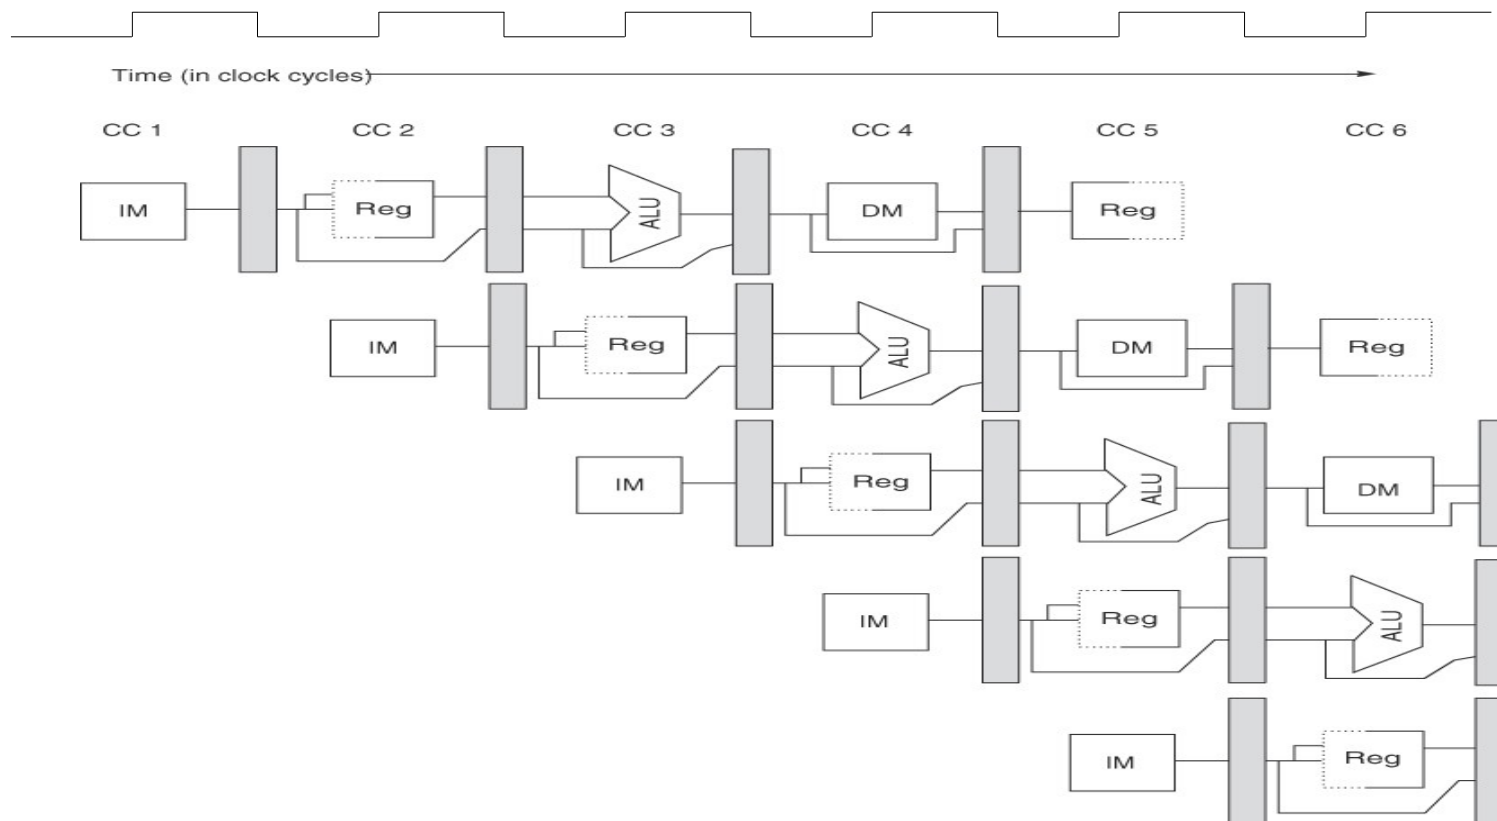 Time (in clock cycles)
CC 1 CC 2 CC 3 CC 4 CC 5 CC 6
IM Reg ALU DM Reg
IM Reg ALU DM Reg
IM Reg ALU DM
IM Reg ALU
IM Reg